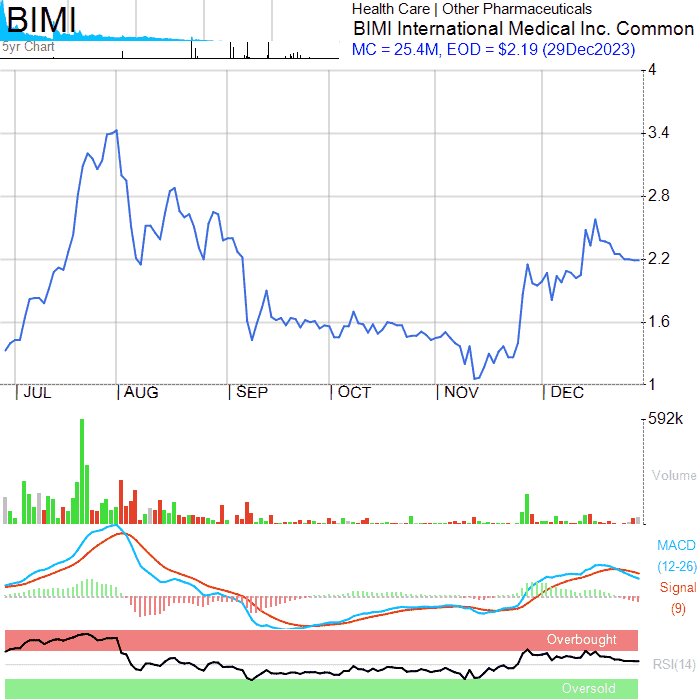 BIMI
5yr Chart
Health Care | Other Pharmaceuticals
BIMI International Medical Inc. Common
MC = 25.4M, EOD = $2.19 (29Dec2023)
4
3.4
2.8
2.2
1.6
1
| JUL | AUG | SEP | OCT | NOV | DEC
592k
Volume
MACD
(12-26)
Signal
(9)
Overbought
RSI(14)
Oversold